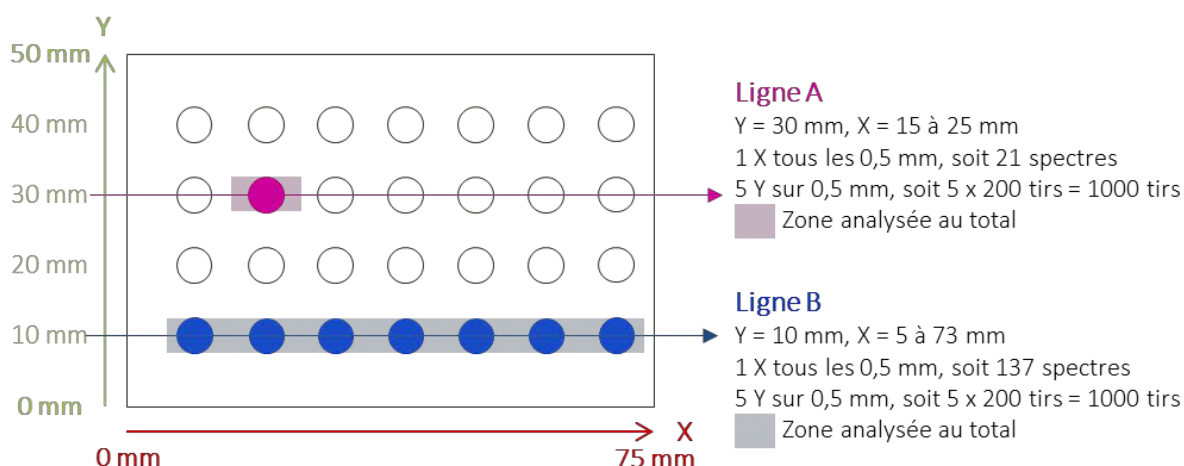 Y
50 mm
40 mm
30 mm
20 mm
10 mm
0 mm
X
0 mm
75 mm
Ligne A
Y = 30 mm, X = 15 à 25 mm
1 X tous les 0,5 mm, soit 21 spectres
5 Y sur 0,5 mm, soit 5 x 200 tirs = 1000 tirs
Zone analysée au total
Ligne B
Y = 10 mm, X = 5 à 73 mm
1 X tous les 0,5 mm, soit 137 spectres
5 Y sur 0,5 mm, soit 5 x 200 tirs = 1000 tirs
Zone analysée au total